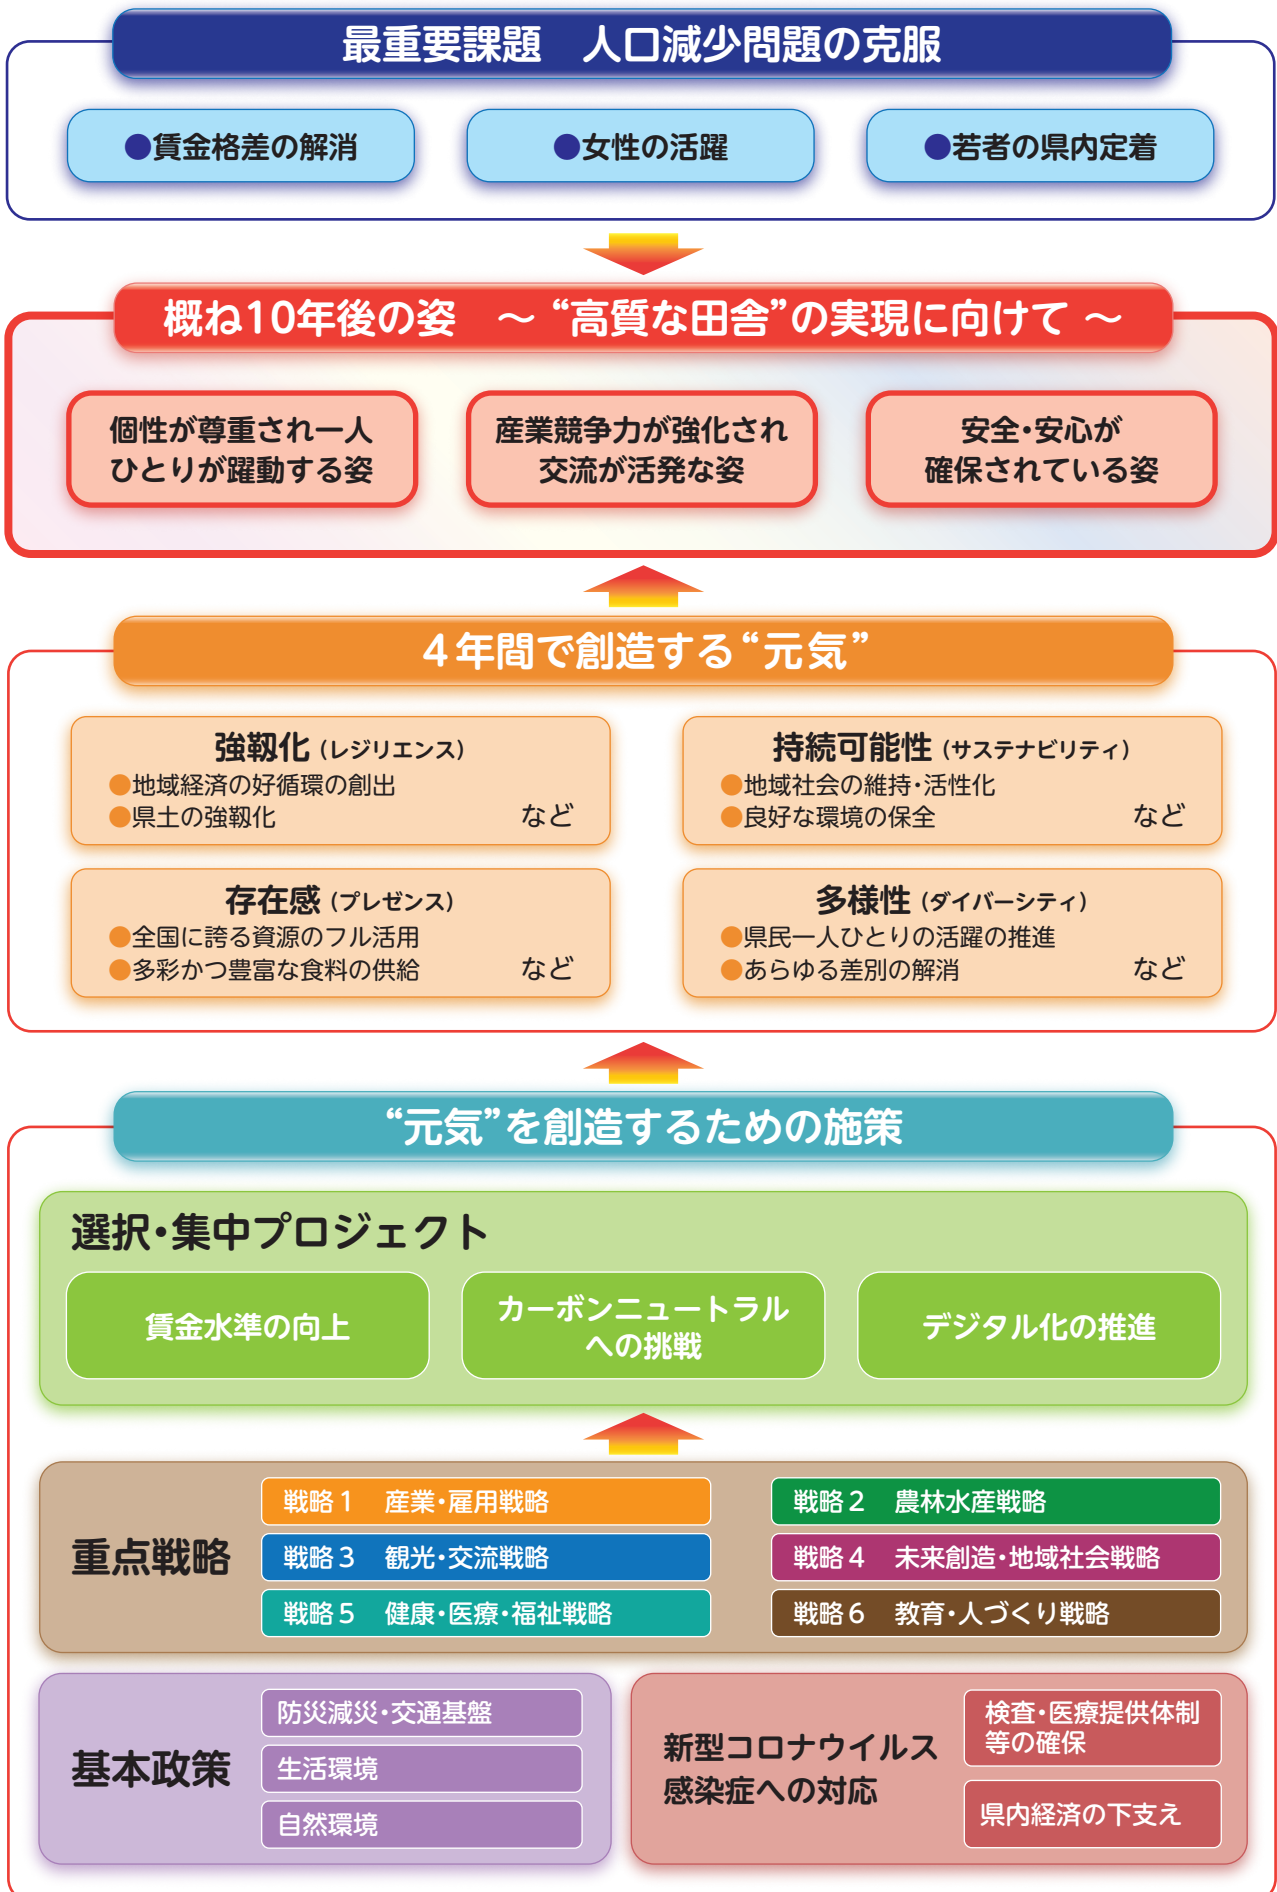 最重要課題　人口減少問題の克服
●賃金格差の解消
●女性の活躍
●若者の県内定着
概ね10年後の姿　～ “高質な田舎”の実現に向けて ～
個性が尊重され一人
ひとりが躍動する姿
産業競争力が強化され
交流が活発な姿
安全・安心が
確保されている姿
４年間で創造する“元気”
強靱化（レジリエンス）
●地域経済の好循環の創出
●県土の強靱化　など
持続可能性（サステナビリティ）
●地域社会の維持・活性化
●良好な環境の保全　など
存在感（プレゼンス）
●全国に誇る資源のフル活用
●多彩かつ豊富な食料の供給　など
多様性（ダイバーシティ）
●県民一人ひとりの活躍の推進
●あらゆる差別の解消　など
“元気”を創造するための施策
選択・集中プロジェクト
賃金水準の向上
カーボンニュートラル
への挑戦
デジタル化の推進
重点戦略
戦略１　産業・雇用戦略
戦略２　農林水産戦略
戦略３　観光・交流戦略
戦略４　未来創造・地域社会戦略
戦略５　健康・医療・福祉戦略
戦略６　教育・人づくり戦略
基本政策
防災減災・交通基盤
生活環境
自然環境
新型コロナウイルス
感染症への対応
検査・医療提供体制
等の確保
県内経済の下支え